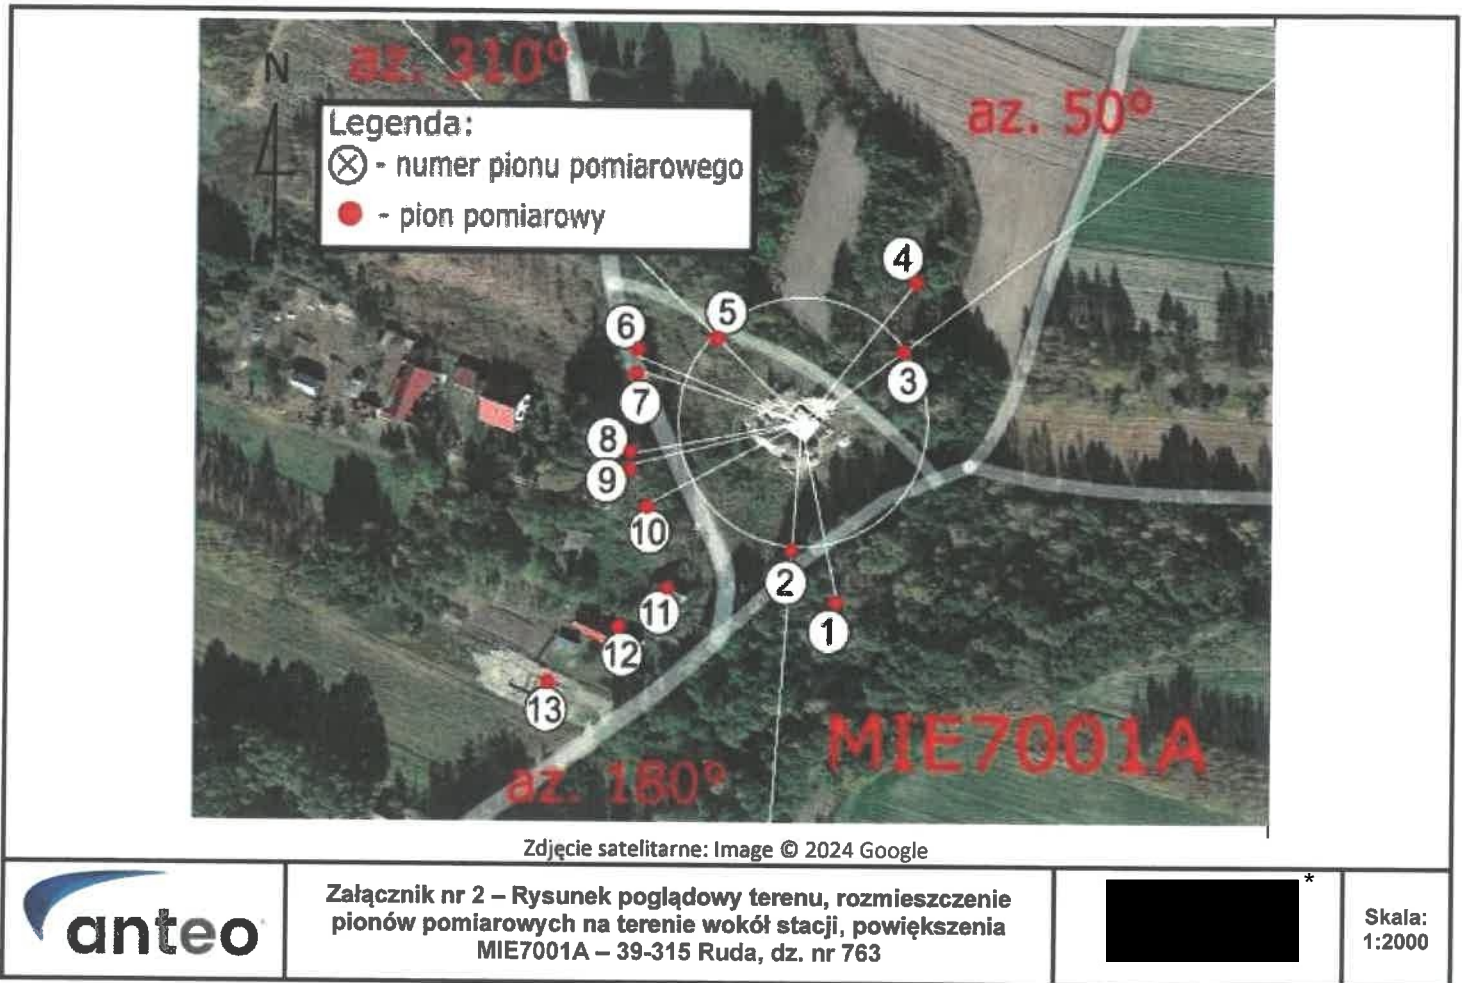 az. 310°
N
az. 50°
Legenda:
- numer pionu pomiarowego
- pion pomiarowy
4
5
6
3
7
8
9
10
2
11
1
12
13
MIE7001A
az. 180°
Zdjęcie satelitarne: Image © 2024 Google
anteo
Załącznik nr 2 – Rysunek poglądowy terenu, rozmieszczenie
pionów pomiarowych na terenie wokół stacji, powiększenia
MIE7001A – 39-315 Ruda, dz. nr 763
*
Skala:
1:2000